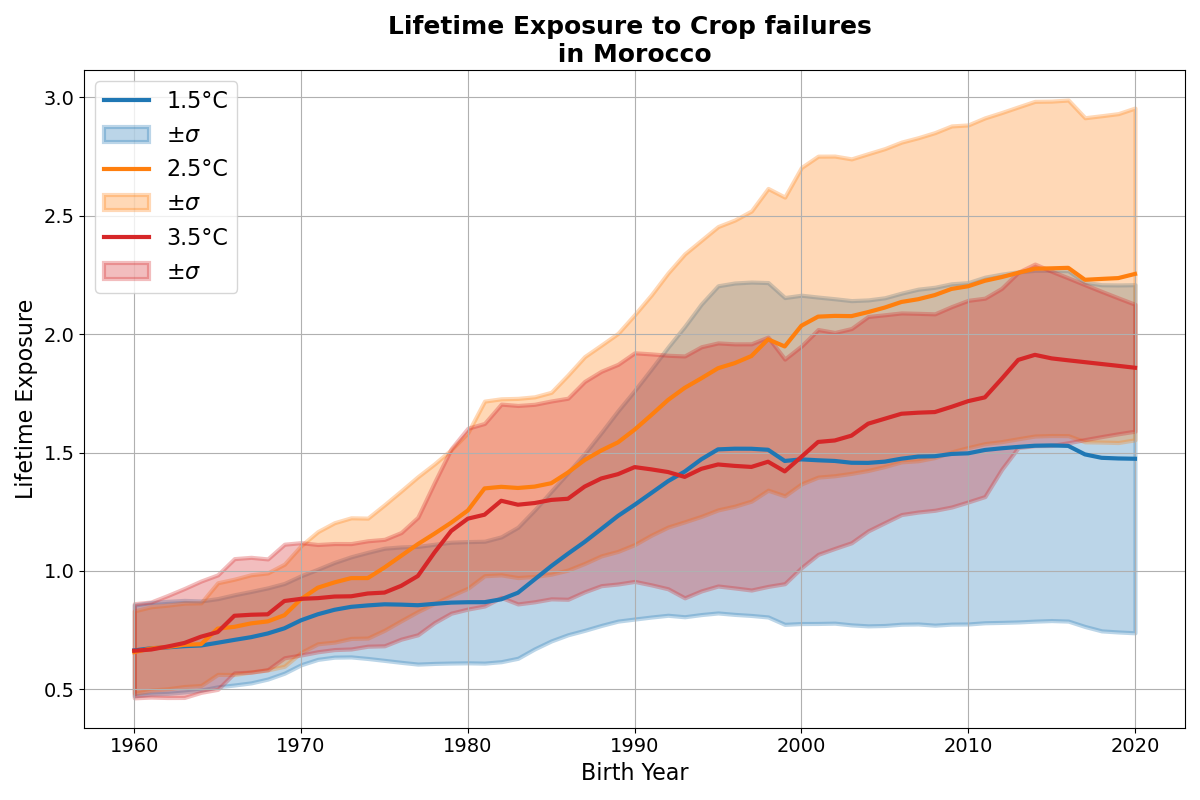 Lifetime Exposure to Crop failures
in Morocco
3.0
2.5
2.0
1.5
1.0
0.5
Lifetime Exposure
1.5°C
±σ
2.5°C
±σ
3.5°C
±σ
1960 1970 1980 1990 2000 2010 2020
Birth Year